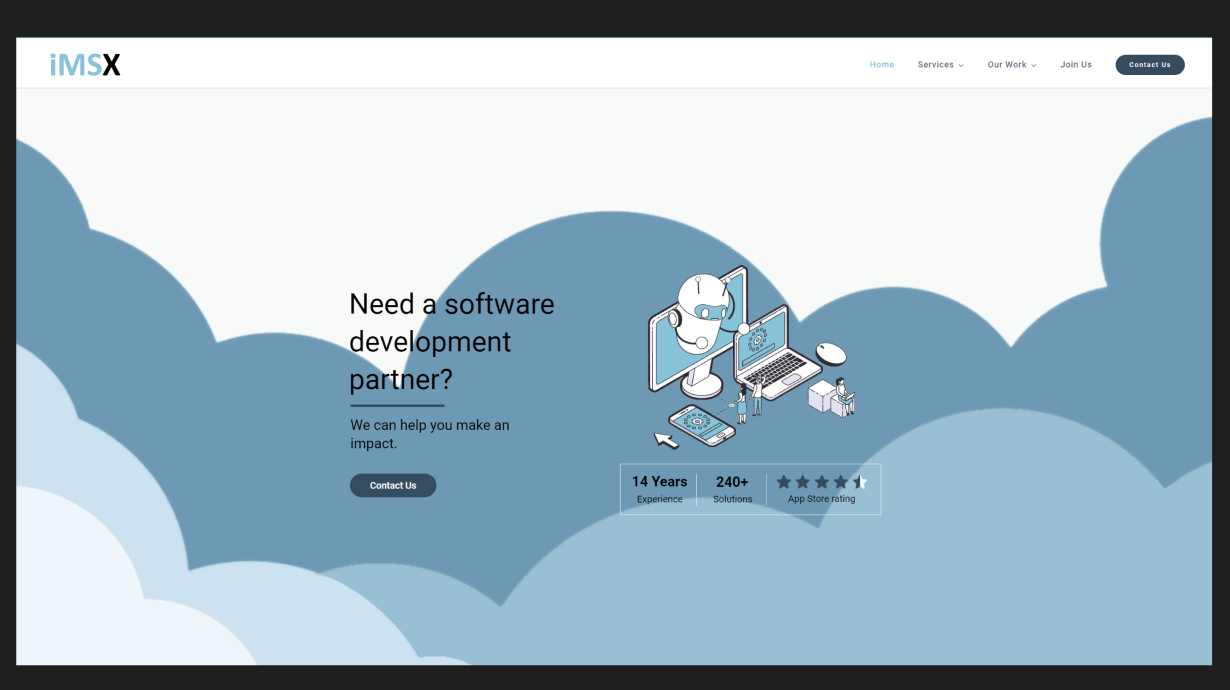 iMSX
Home Services Our Work Join Us Contact Us
Need a software
development
partner?
We can help you make an
impact.
Contact Us
14 Years
Experience
240+
Solutions
App Store rating